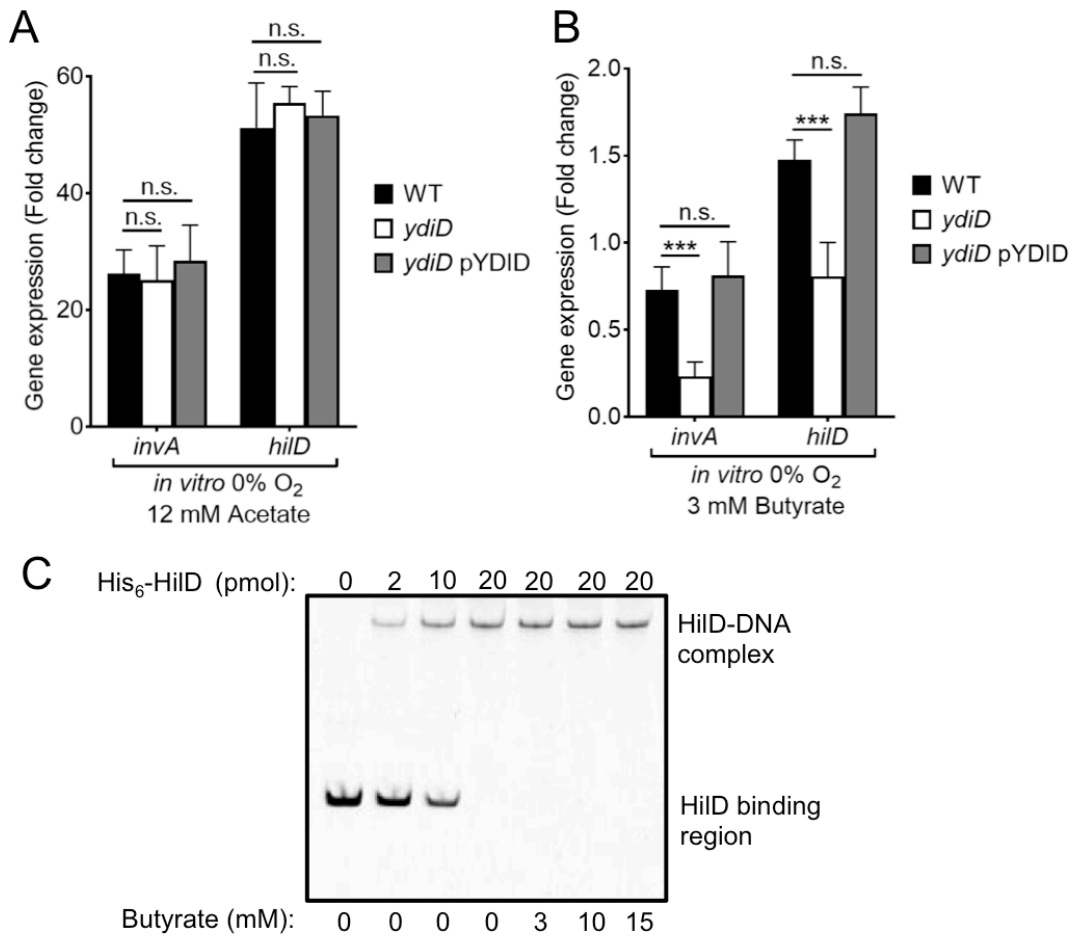 A
B
n.s.
n.s.
n.s.
n.s.
60
40
20
0
Gene expression (Fold change)
WT
ydiD
ydiD pYDID
invA
hilD
in vitro 0% O₂
12 mM Acetate
n.s.
***
n.s.
***
2.0
1.5
1.0
0.5
0.0
Gene expression (Fold change)
WT
ydiD
ydiD pYDID
invA
hilD
in vitro 0% O₂
3 mM Butyrate
C
His₆-HilD (pmol): 0 2 10 20 20 20 20
HilD-DNA
complex
HilD binding
region
Butyrate (mM): 0 0 0 0 3 10 15